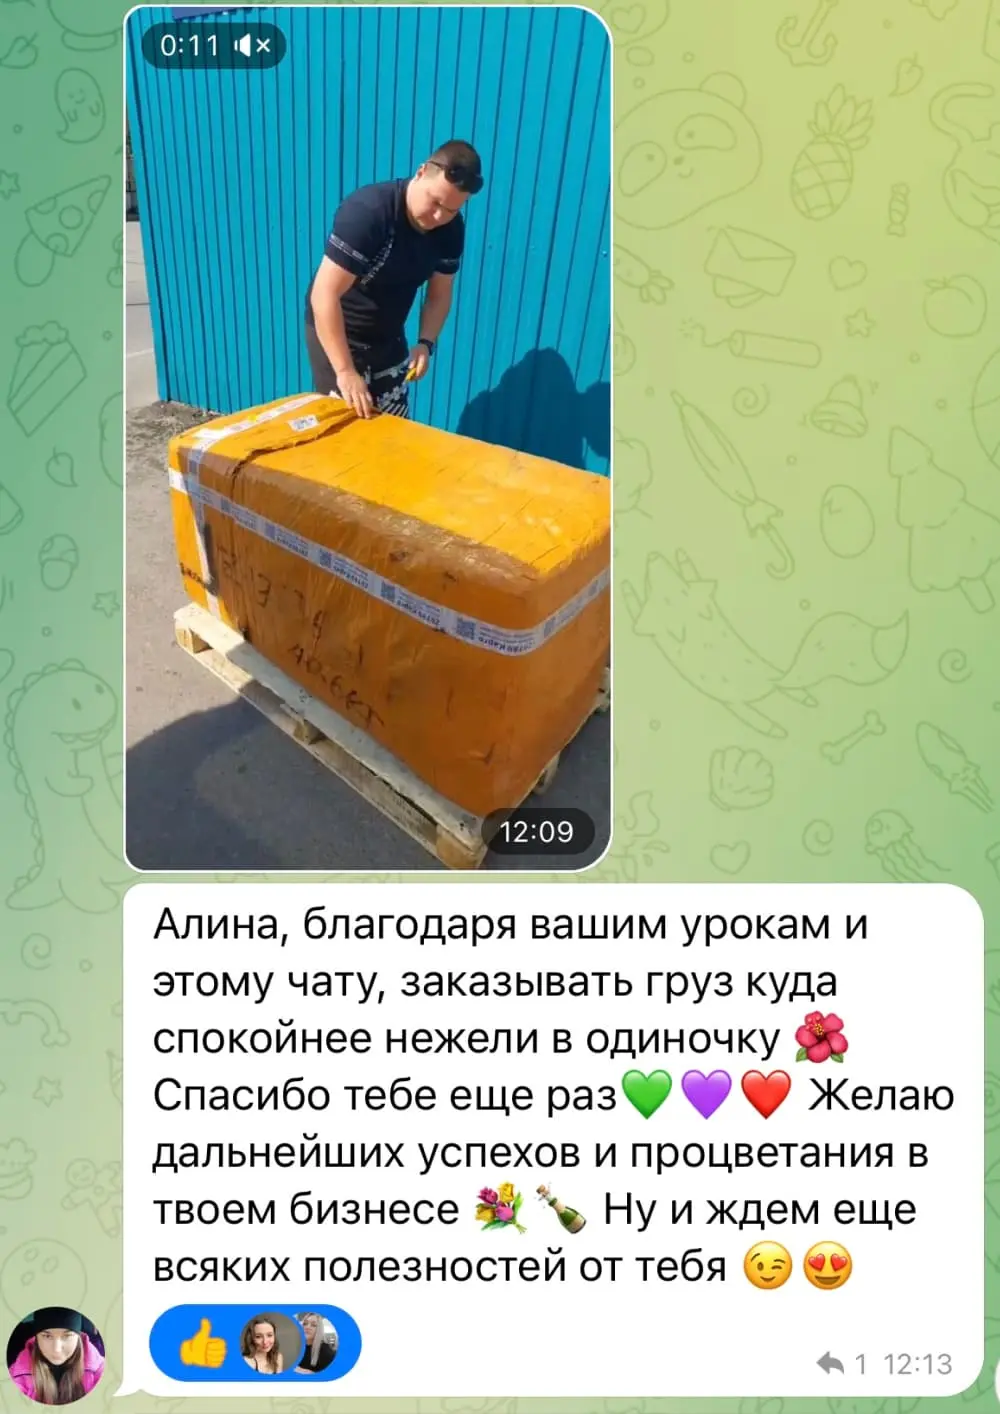 0:11
12:09
Алина, благодаря вашим урокам и
этому чату, заказывать груз куда
спокойнее нежели в одиночку 🌺
Спасибо тебе еще раз💚💜❤️ Желаю
дальнейших успехов и процветания в
твоем бизнесе 💐🍾 Ну и ждем еще
всяких полезностей от тебя 😉😍
👍
1 12:13